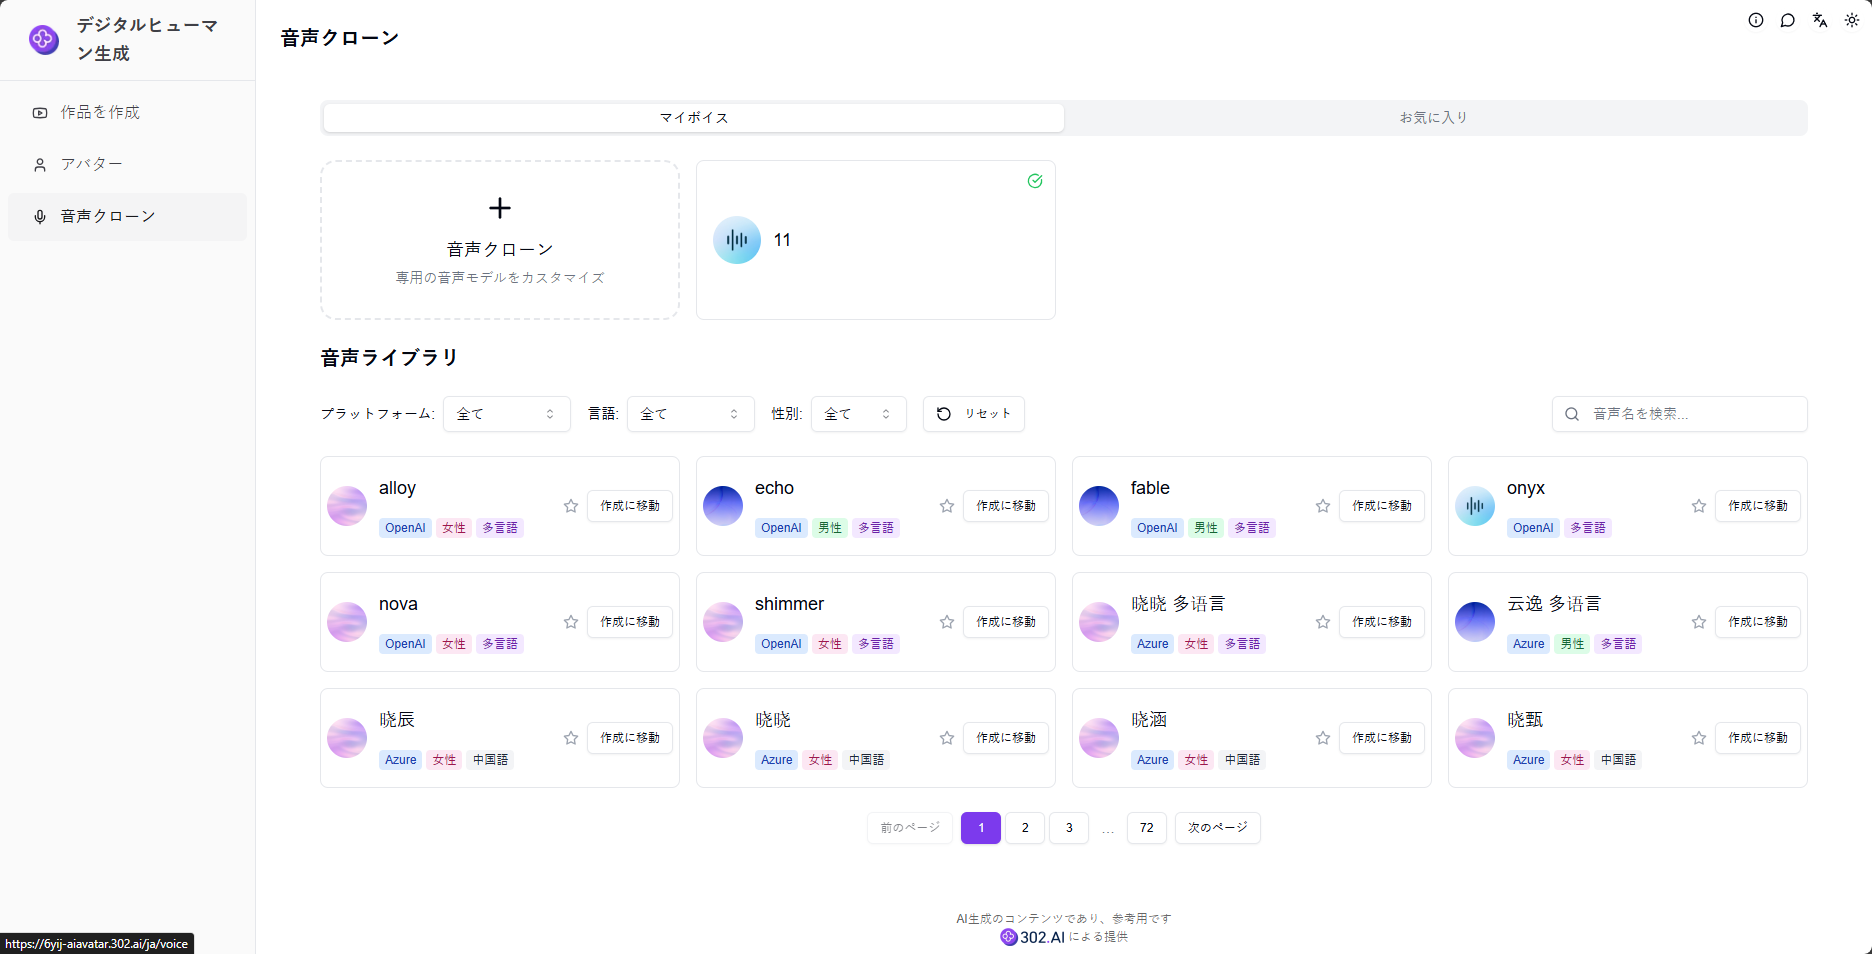 デジタルヒューマ
ン生成
作品を作成
アバター
音声クローン
音声クローン
マイボイス
お気に入り
音声クローン
専用の音声モデルをカスタマイズ
11
音声ライブラリ
プラットフォーム: 全て 言語: 全て 性別: 全て リセット 音声名を検索...
alloy
OpenAI 女性 多言語
作成に移動
echo
OpenAI 男性 多言語
作成に移動
fable
OpenAI 男性 多言語
作成に移動
onyx
OpenAI 多言語
作成に移動
nova
OpenAI 女性 多言語
作成に移動
shimmer
OpenAI 女性 多言語
作成に移動
晓晓 多语言
Azure 女性 多言語
作成に移動
云逸 多语言
Azure 男性 多言語
作成に移動
晓辰
Azure 女性 中国語
作成に移動
晓晓
Azure 女性 中国語
作成に移動
晓涵
Azure 女性 中国語
作成に移動
晓甄
Azure 女性 中国語
作成に移動
前のページ 1 2 3 ... 72 次のページ
AI生成のコンテンツであり、参考用です
302.AI による提供
https://6yij-aiavatar.302.ai/ja/voice